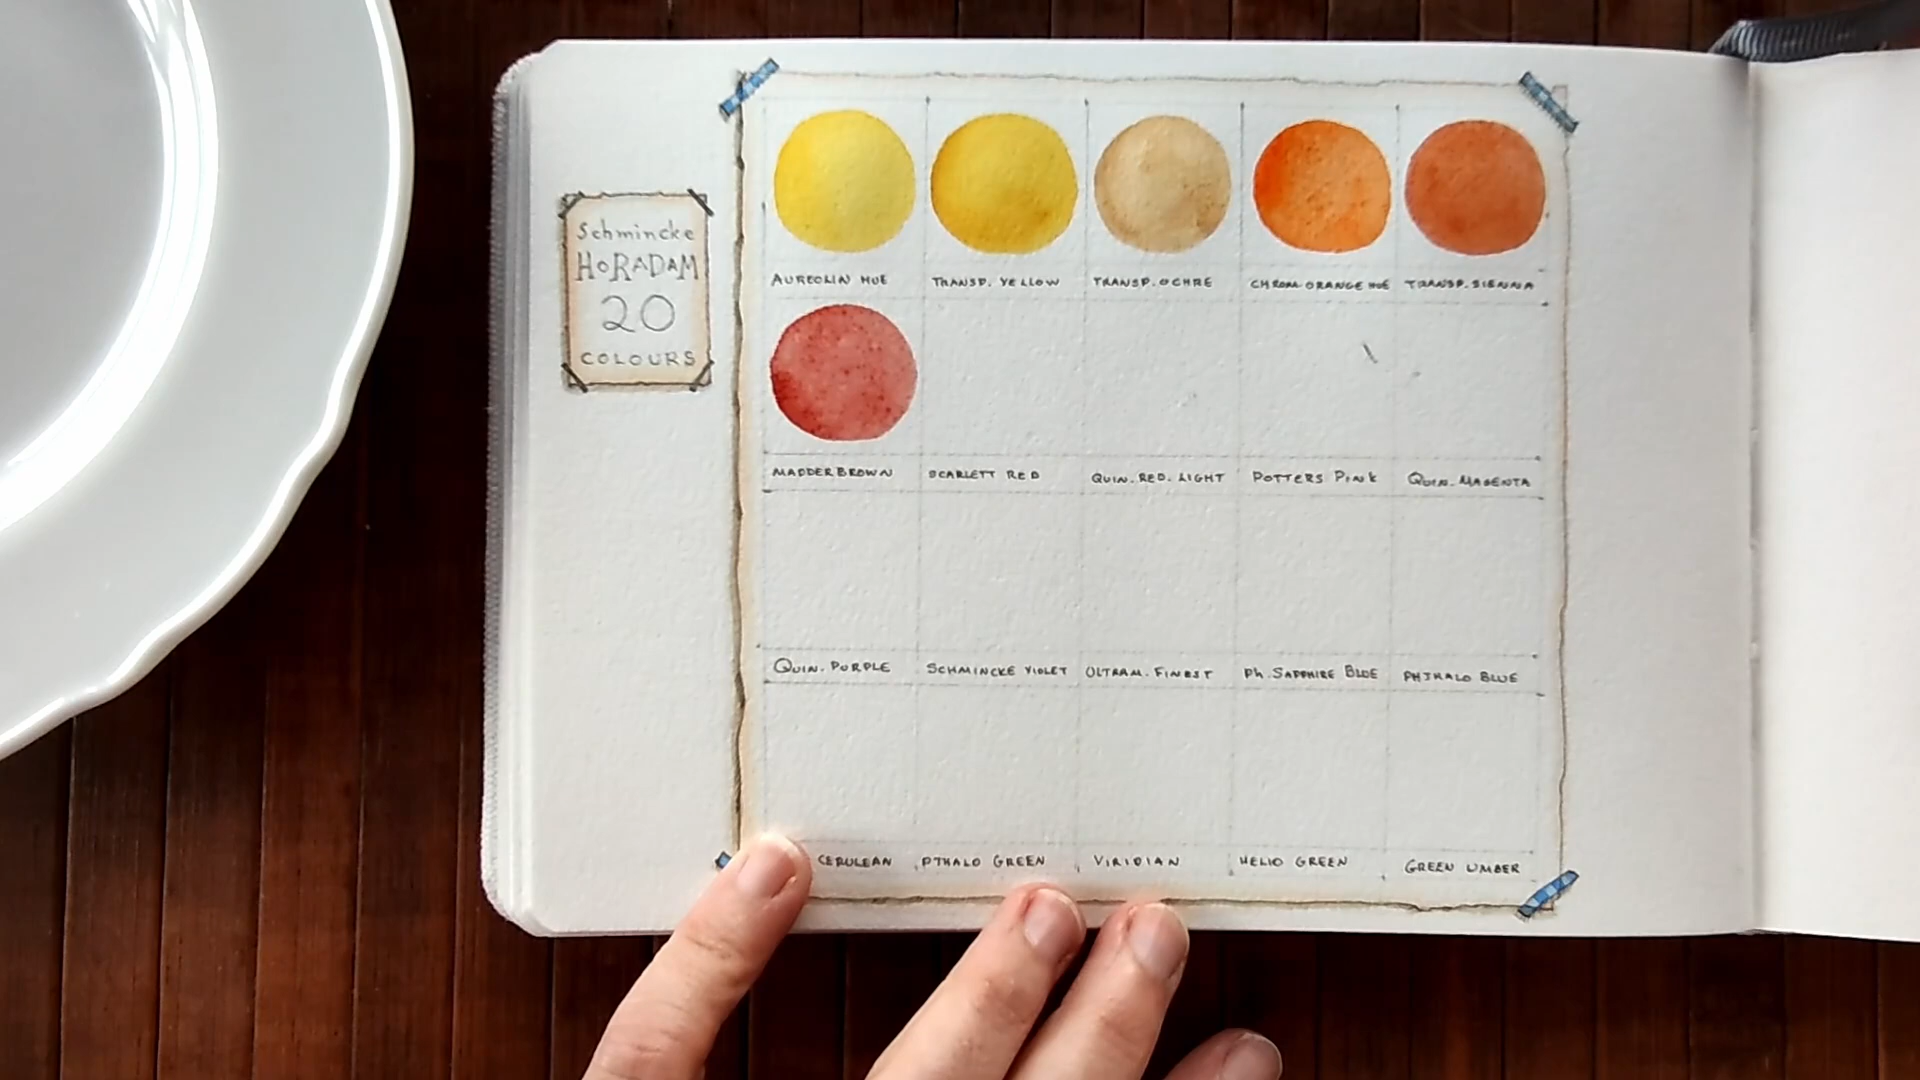 Schmincke
HORADAM
20
COLOURS
AUREOLIN HUE
TRANSP. YELLOW
TRANSP. OCHRE
CHROM. ORANGE HUE
TRANSP. SIENNA
MADDER BROWN
SCARLETT RED
QUIN. RED. LIGHT
POTTERS PINK
QUIN. MAGENTA
QUIN. PURPLE
SCHMINCKE VIOLET
ULTRAM. FINEST
Ph. SAPPHIRE BLUE
PHTHALO BLUE
CERULEAN
PTHALO GREEN
VIRIDIAN
HELIO GREEN
GREEN UMBER